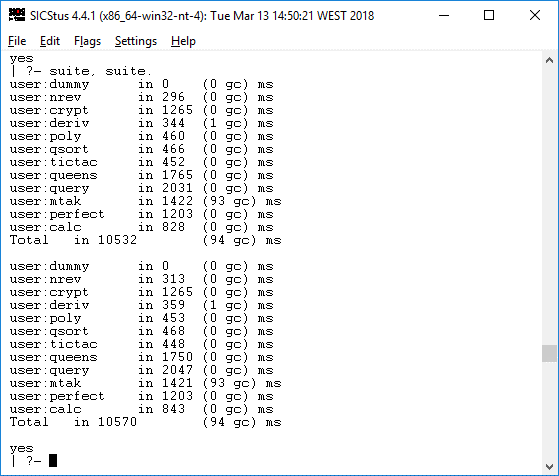 SICStus 4.4.1 (x86_64-win32-nt-4): Tue Mar 13 14:50:21 WEST 2018
File Edit Flags Settings Help
yes
| ?- suite, suite.
user:dummy      in 0    (0 gc) ms
user:nrev       in 296  (0 gc) ms
user:crypt      in 1265 (0 gc) ms
user:deriv      in 344  (1 gc) ms
user:poly       in 460  (0 gc) ms
user:qsort      in 466  (0 gc) ms
user:tictac     in 452  (0 gc) ms
user:queens     in 1765 (0 gc) ms
user:query      in 2031 (0 gc) ms
user:mtak       in 1422 (93 gc) ms
user:perfect    in 1203 (0 gc) ms
user:calc       in 828  (0 gc) ms
Total   in 10532        (94 gc) ms
user:dummy      in 0    (0 gc) ms
user:nrev       in 313  (0 gc) ms
user:crypt      in 1265 (0 gc) ms
user:deriv      in 359  (1 gc) ms
user:poly       in 453  (0 gc) ms
user:qsort      in 468  (0 gc) ms
user:tictac     in 448  (0 gc) ms
user:queens     in 1750 (0 gc) ms
user:query      in 2047 (0 gc) ms
user:mtak       in 1421 (93 gc) ms
user:perfect    in 1203 (0 gc) ms
user:calc       in 843  (0 gc) ms
Total   in 10570        (94 gc) ms
yes
| ?-